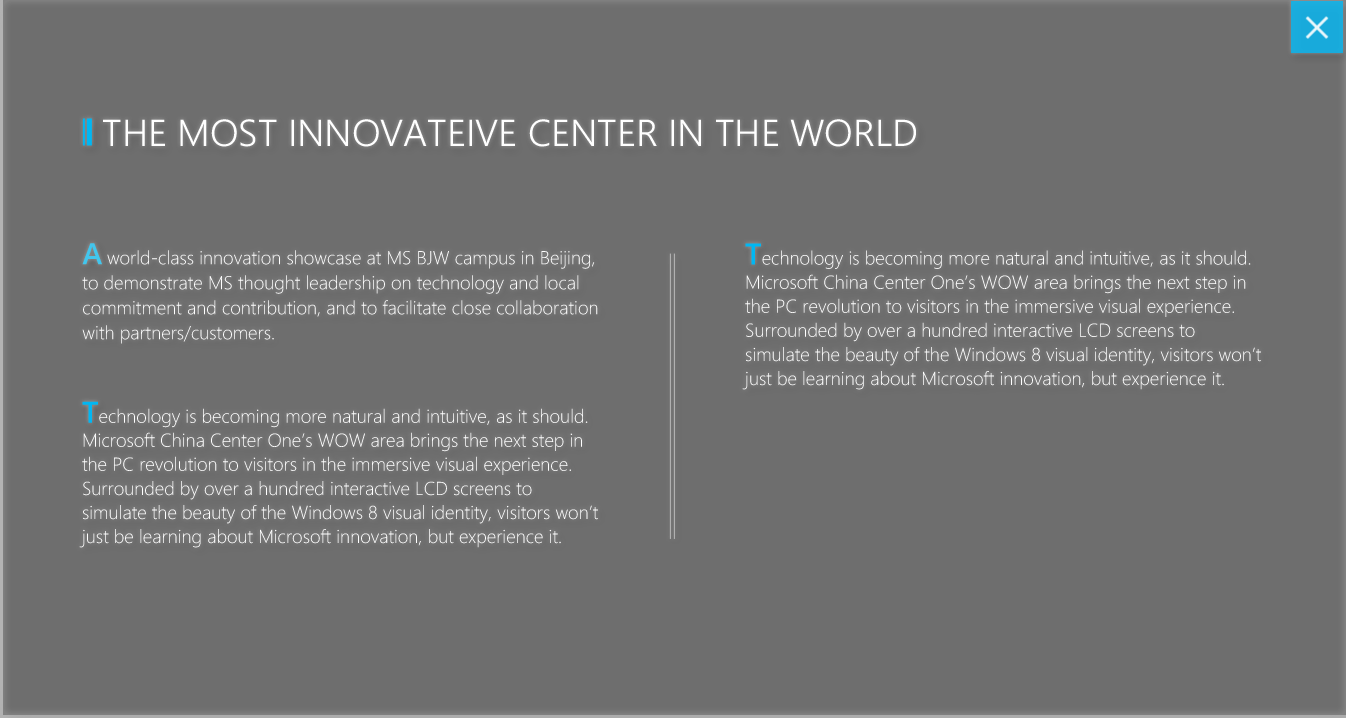 THE MOST INNOVATEIVE CENTER IN THE WORLD
A world-class innovation showcase at MS BJW campus in Beijing,
to demonstrate MS thought leadership on technology and local
commitment and contribution, and to facilitate close collaboration
with partners/customers.
Technology is becoming more natural and intuitive, as it should.
Microsoft China Center One’s WOW area brings the next step in
the PC revolution to visitors in the immersive visual experience.
Surrounded by over a hundred interactive LCD screens to
simulate the beauty of the Windows 8 visual identity, visitors won’t
just be learning about Microsoft innovation, but experience it.
Technology is becoming more natural and intuitive, as it should.
Microsoft China Center One’s WOW area brings the next step in
the PC revolution to visitors in the immersive visual experience.
Surrounded by over a hundred interactive LCD screens to
simulate the beauty of the Windows 8 visual identity, visitors won’t
just be learning about Microsoft innovation, but experience it.